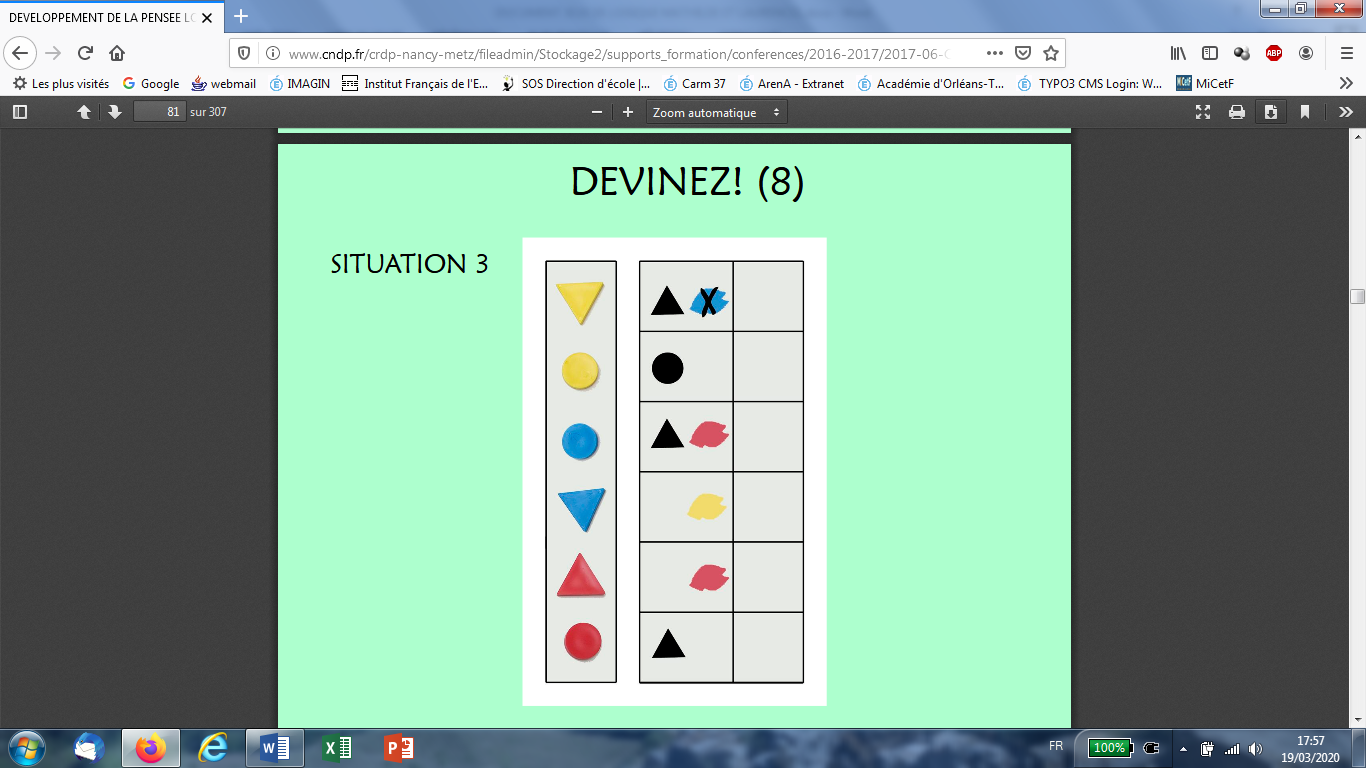 DEVELOPPEMENT DE LA PENSEE LO
www.cndp.fr/crdp-nancy-metz/fileadmin/Stockage2/supports_formation/conferences/2016-2017/2017-06-
ABP
Les plus visités
Google
webmail
IMAGIN
Institut Français de l'E...
SOS Direction d'école |...
Carm 37
ArenA - Extranet
Académie d'Orléans-T...
TYPO3 CMS Login: W...
MiCetF
81 sur 307
Zoom automatique
DEVINEZ! (8)
SITUATION 3
FR
100%
17:57
19/03/2020